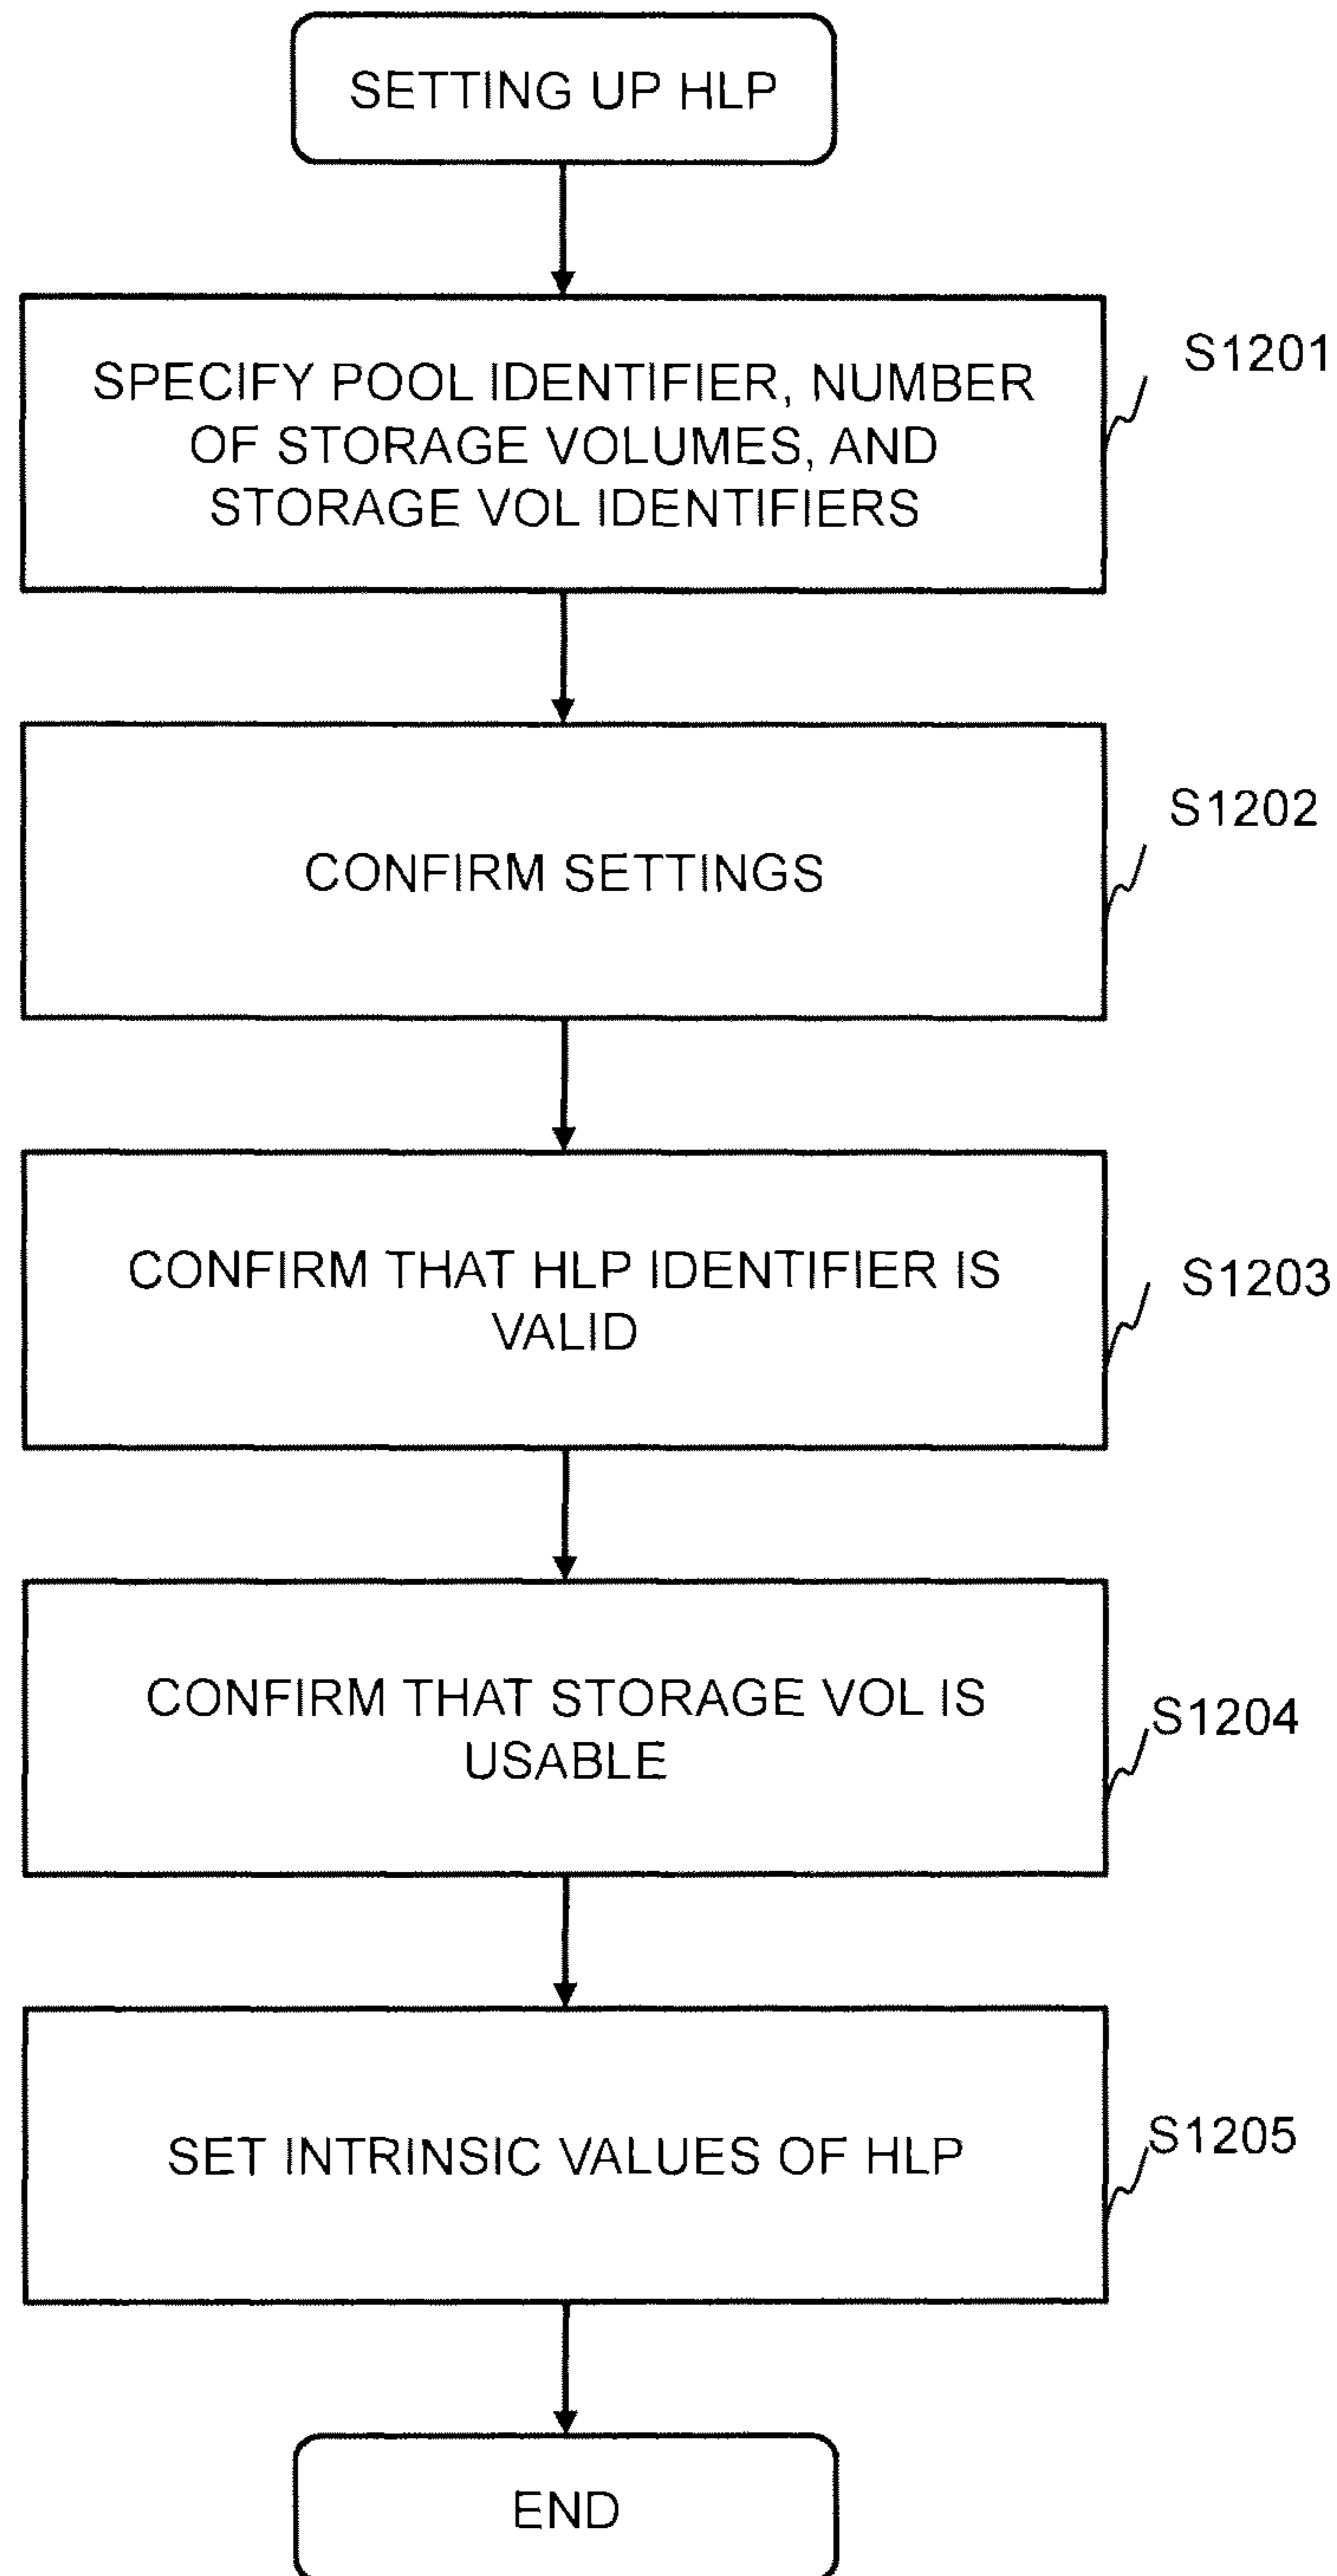 SETTING UP HLP
SPECIFY POOL IDENTIFIER, NUMBER
OF STORAGE VOLUMES, AND
STORAGE VOL IDENTIFIERS
S1201
CONFIRM SETTINGS
S1202
CONFIRM THAT HLP IDENTIFIER IS
VALID
S1203
CONFIRM THAT STORAGE VOL IS
USABLE
S1204
SET INTRINSIC VALUES OF HLP
S1205
END